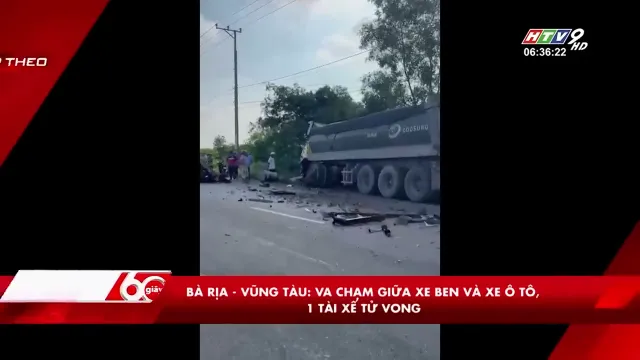 HTV9 HD
06:36:22
THEO
DOOSUNG
60 giây
BÀ RỊA - VŨNG TÀU: VA CHẠM GIỮA XE BEN VÀ XE Ô TÔ,
1 TÀI XẾ TỬ VONG